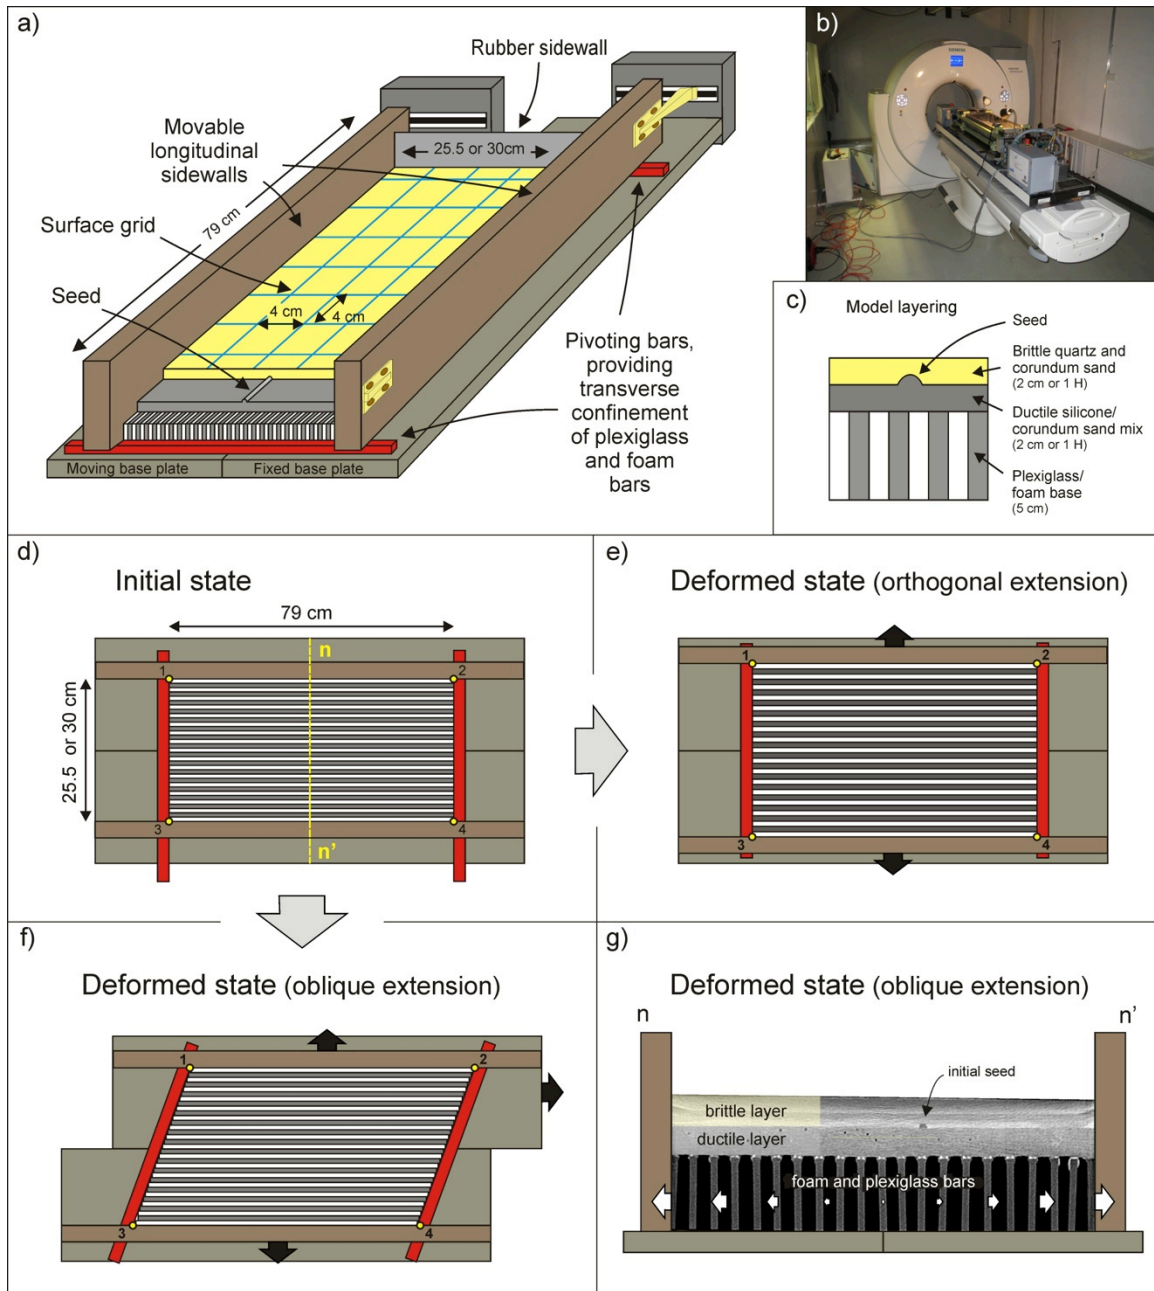 a)
Rubber sidewall
Movable
longitudinal
sidewalls
25.5 or 30cm
79 cm
Surface grid
Seed
4 cm
4 cm
Pivoting bars,
providing
transverse
confinement
of plexiglass
and foam
bars
Moving base plate
Fixed base plate
b)
SIEMENS
c)
Model layering
Seed
Brittle quartz and
corundum sand
(2 cm or 1 H)
Ductile silicone/
corundum sand mix
(2 cm or 1 H)
Plexiglass/
foam base
(5 cm)
d)
Initial state
79 cm
n
1
2
25.5 or 30 cm
3
4
n'
e)
Deformed state (orthogonal extension)
1
2
3
4
f)
Deformed state (oblique extension)
1
2
3
4
g)
Deformed state (oblique extension)
n
n'
initial seed
brittle layer
ductile layer
foam and plexiglass bars